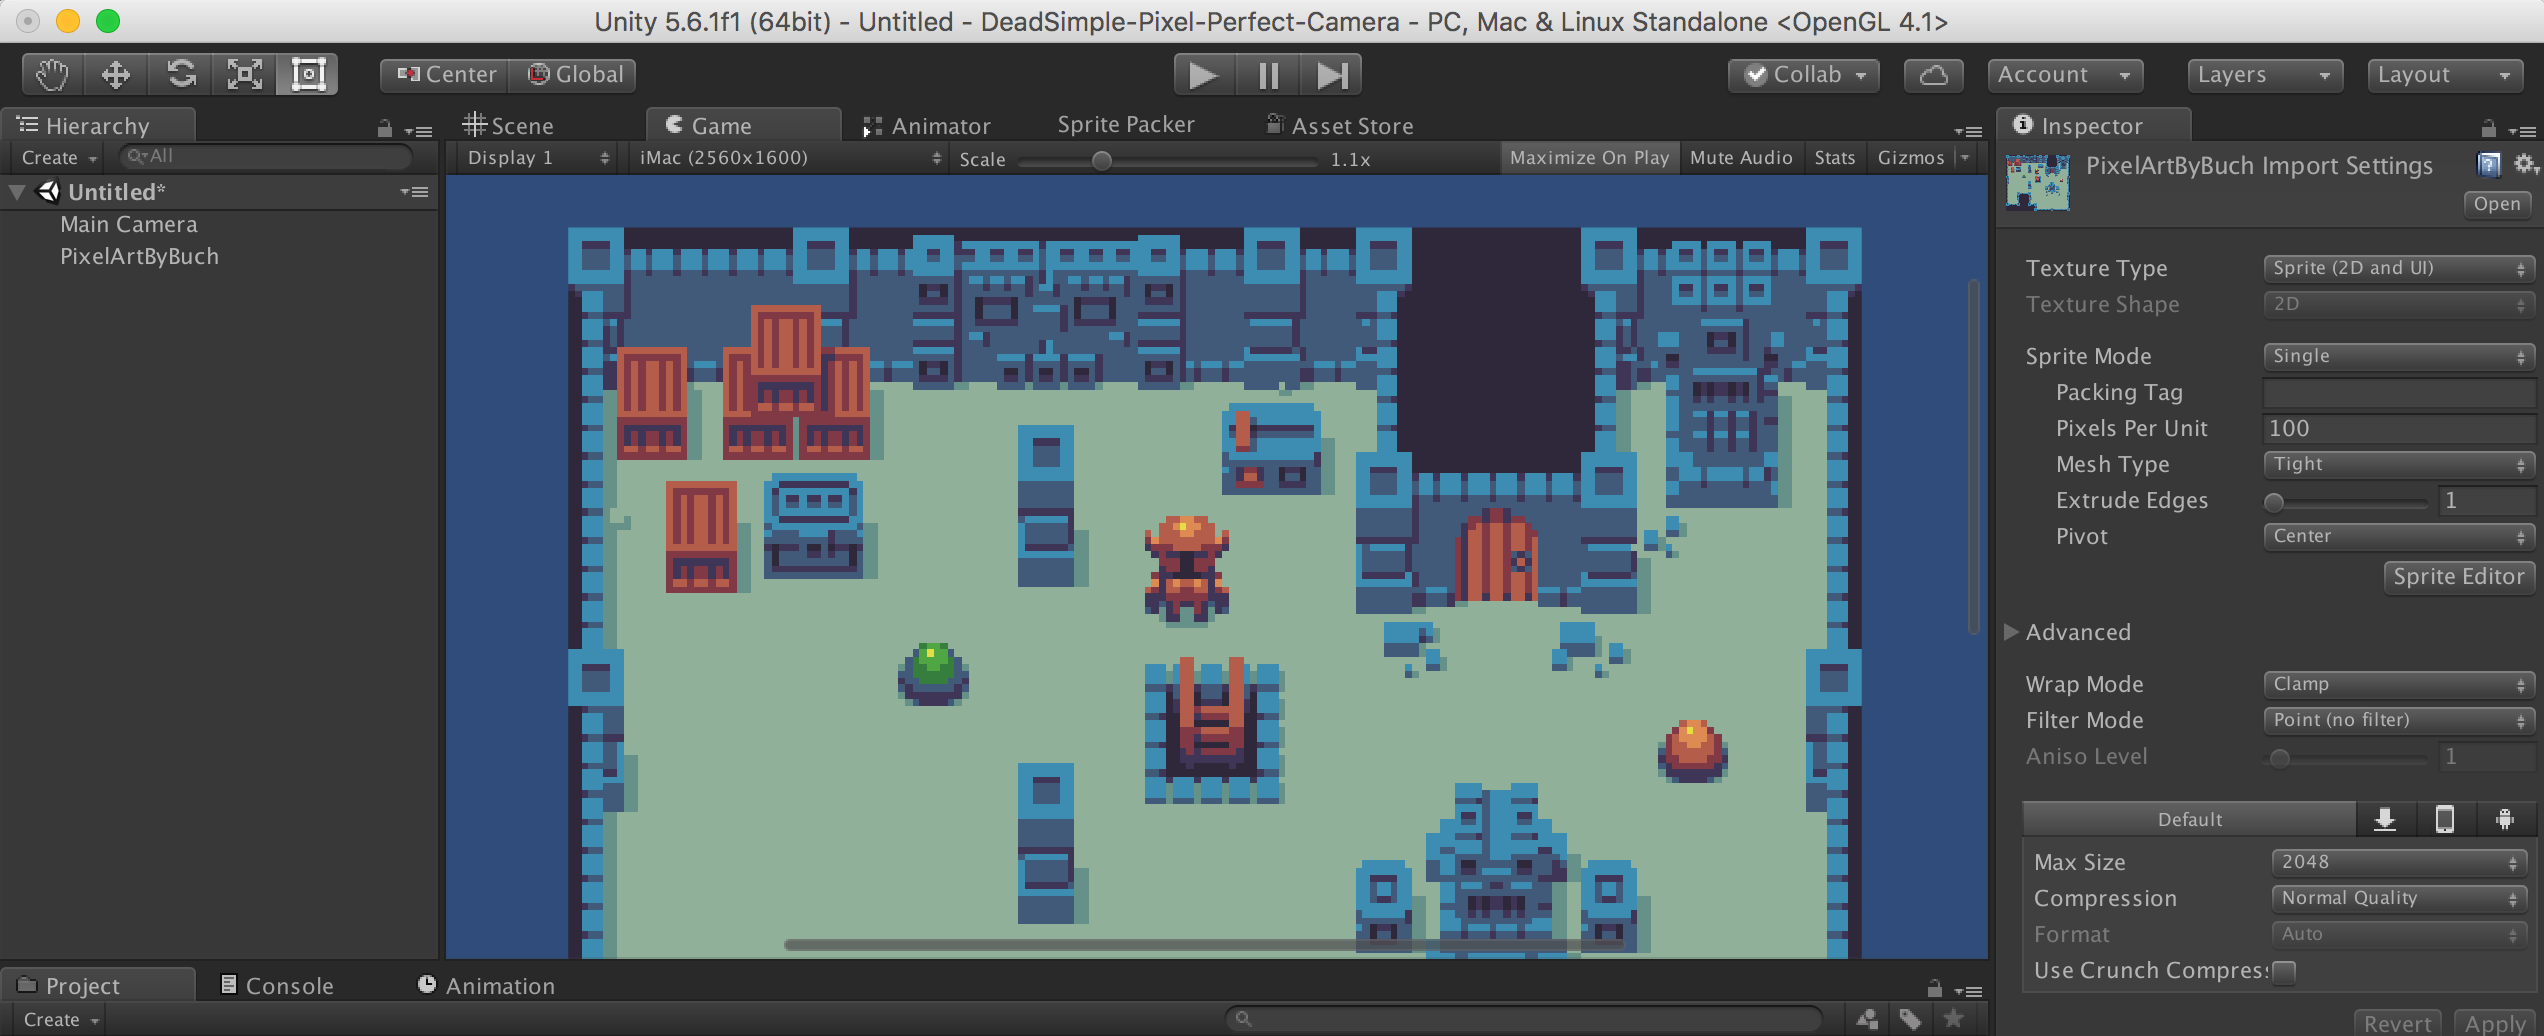 Unity 5.6.1f1 (64bit) - Untitled - DeadSimple-Pixel-Perfect-Camera - PC, Mac & Linux Standalone <OpenGL 4.1>
Center Global Collab Account Layers Layout
Hierarchy
Create All
Untitled*
Main Camera
PixelArtByBuch
Scene Game Animator Sprite Packer Asset Store
Display 1 iMac (2560x1600) Scale 1.1x Maximize On Play Mute Audio Stats Gizmos
Inspector
PixelArtByBuch Import Settings
Open
Texture Type Sprite (2D and UI)
Texture Shape 2D
Sprite Mode Single
Packing Tag
Pixels Per Unit 100
Mesh Type Tight
Extrude Edges 1
Pivot Center
Sprite Editor
Advanced
Wrap Mode Clamp
Filter Mode Point (no filter)
Aniso Level 1
Default
Max Size 2048
Compression Normal Quality
Format Auto
Use Crunch Compres
Revert Apply
Project Console Animation
Create